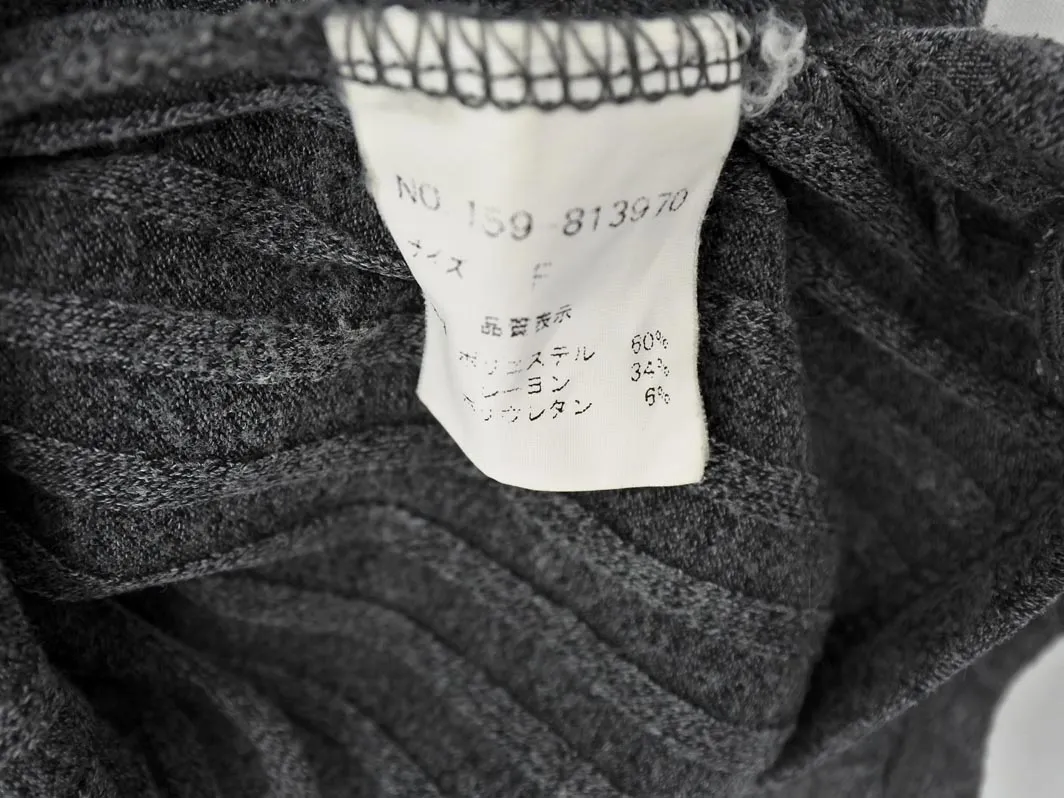 NO 159-813970
サイズ F
品質表示
ポリエステル 60%
レーヨン 34%
ポリウレタン 6%